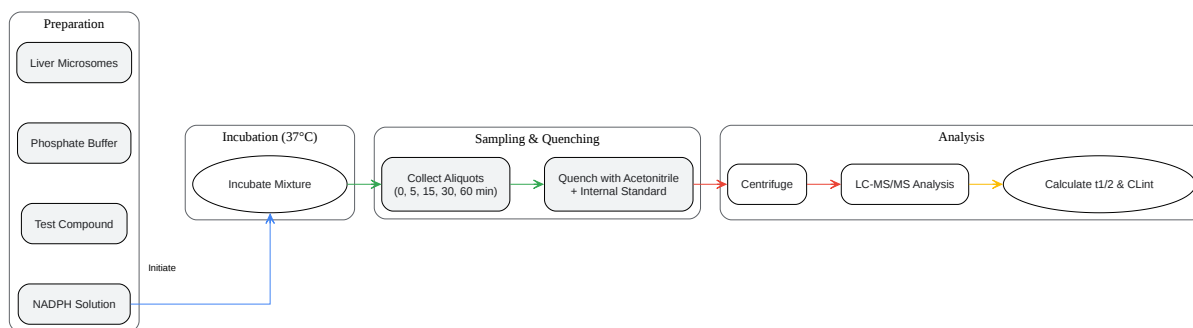 Preparation
Liver Microsomes
Phosphate Buffer
Test Compound
NADPH Solution
Initiate
Incubation (37°C)
Incubate Mixture
Sampling & Quenching
Collect Aliquots
(0, 5, 15, 30, 60 min)
Quench with Acetonitrile
+ Internal Standard
Analysis
Centrifuge
LC-MS/MS Analysis
Calculate t1/2 & CLint